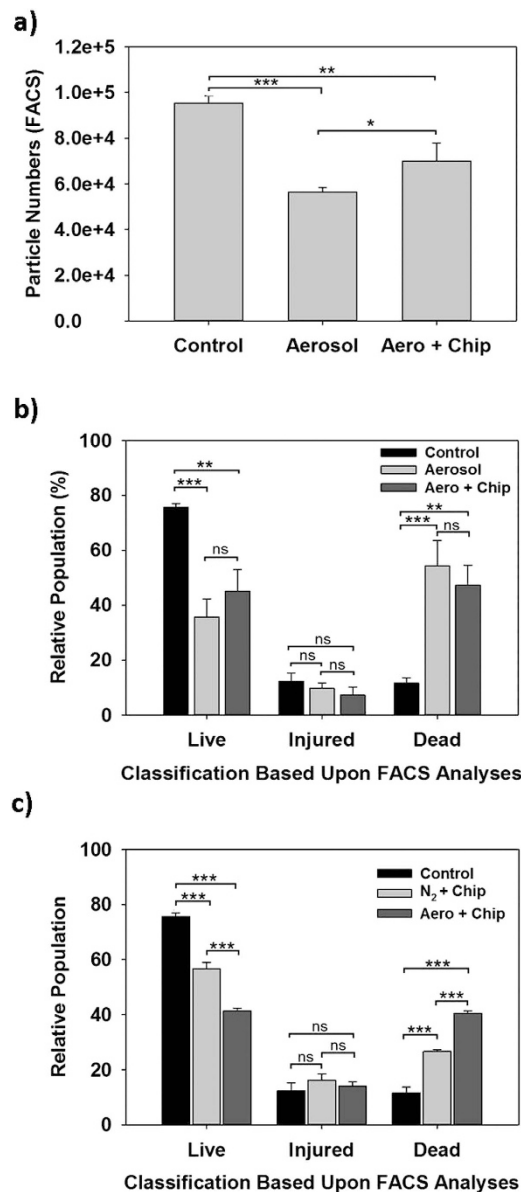 a)
Particle Numbers (FACS)
1.2e+5
1.0e+5
8.0e+4
6.0e+4
4.0e+4
2.0e+4
0.0
**
***
*
Control Aerosol Aero + Chip
b)
Relative Population (%)
100
80
60
40
20
0
Control
Aerosol
Aero + Chip
**
***
ns
ns
ns
ns
**
***
ns
Live Injured Dead
Classification Based Upon FACS Analyses
c)
Relative Population
100
80
60
40
20
0
Control
N₂ + Chip
Aero + Chip
***
***
***
ns
ns
ns
***
***
***
Live Injured Dead
Classification Based Upon FACS Analyses